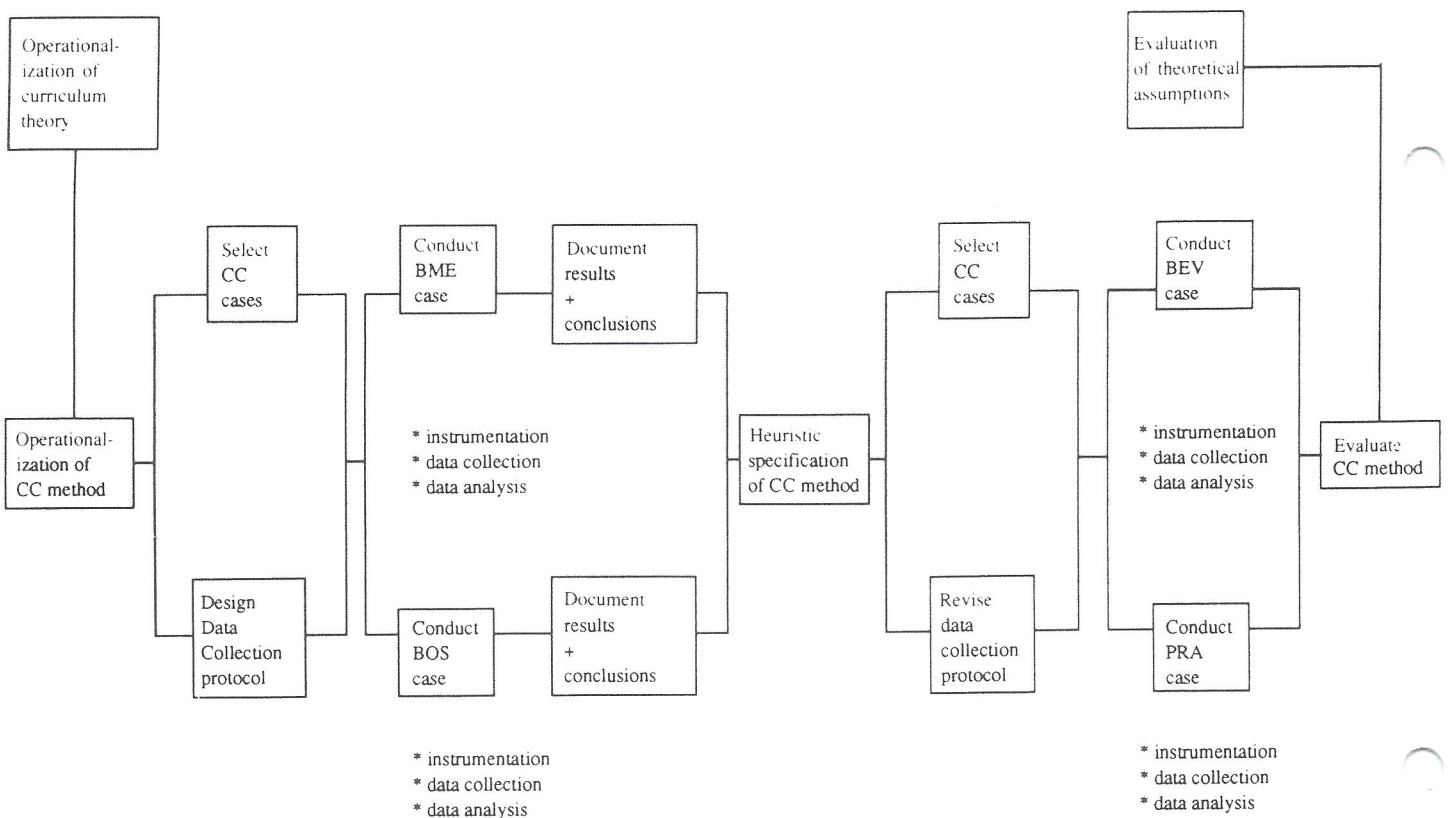 Operational-
ization of
curriculum
theory
Evaluation
of theoretical
assumptions
Select
CC
cases
Conduct
BME
case
Document
results
+
conclusions
Select
CC
cases
Conduct
BEV
case
Operational-
ization of
CC method
* instrumentation
* data collection
* data analysis
Heuristic
specification
of CC method
* instrumentation
* data collection
* data analysis
Evaluate
CC method
Design
Data
Collection
protocol
Conduct
BOS
case
Document
results
+
conclusions
Revise
data
collection
protocol
Conduct
PRA
case
* instrumentation
* data collection
* data analysis
* instrumentation
* data collection
* data analysis